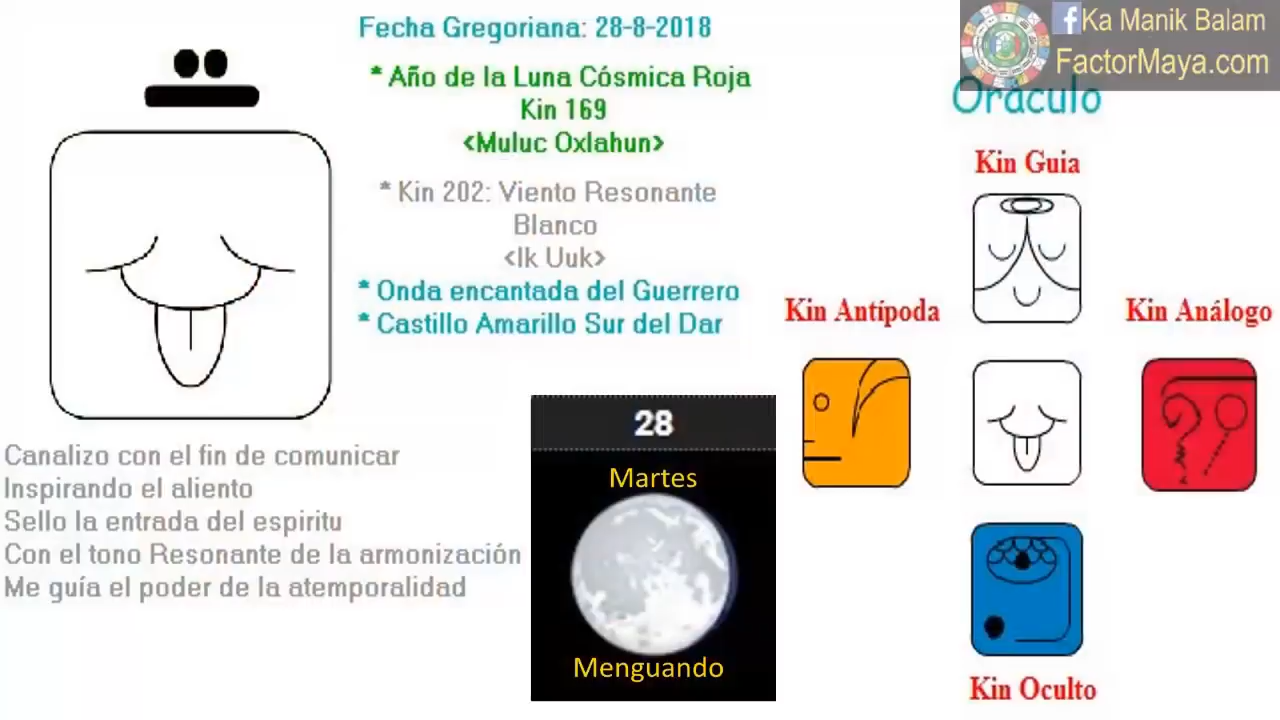 Fecha Gregoriana: 28-8-2018
* Año de la Luna Cósmica Roja
Kin 169
<Muluc Oxlahun>
* Kin 202: Viento Resonante
Blanco
<Ik Uuk>
* Onda encantada del Guerrero
* Castillo Amarillo Sur del Dar
Canalizo con el fin de comunicar
Inspirando el aliento
Sello la entrada del espiritu
Con el tono Resonante de la armonización
Me guía el poder de la atemporalidad
28
Martes
Menguando
Ka Manik Balam
FactorMaya.com
Oráculo
Kin Guia
Kin Antípoda
Kin Análogo
Kin Oculto